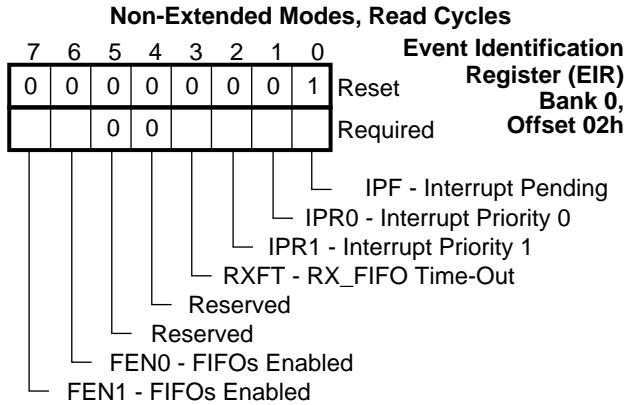 Non-Extended Modes, Read Cycles
7 6 5 4 3 2 1 0
Event Identification
Register (EIR)
Bank 0,
Offset 02h
0 0 0 0 0 0 0 1 Reset
0 0 Required
IPF - Interrupt Pending
IPR0 - Interrupt Priority 0
IPR1 - Interrupt Priority 1
RXFT - RX_FIFO Time-Out
Reserved
Reserved
FEN0 - FIFOs Enabled
FEN1 - FIFOs Enabled